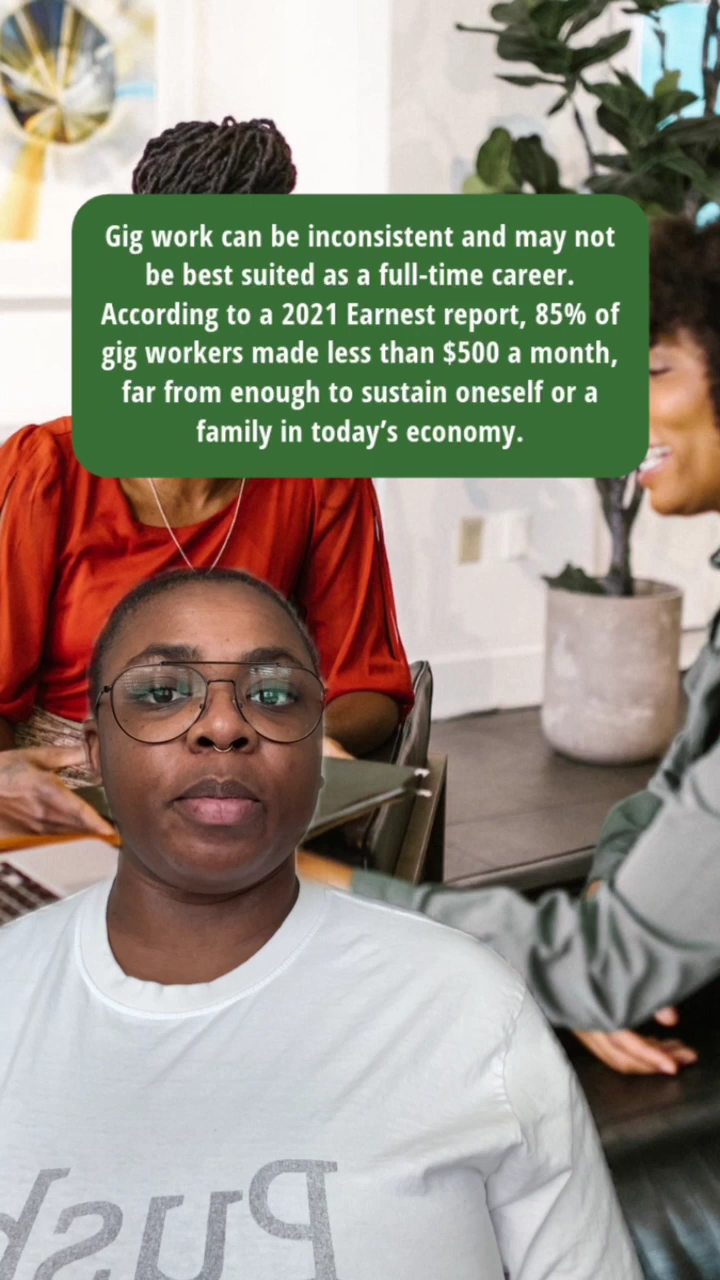 Gig work can be inconsistent and may not
be best suited as a full-time career.
According to a 2021 Earnest report, 85% of
gig workers made less than $500 a month,
far from enough to sustain oneself or a
family in today’s economy.
Push